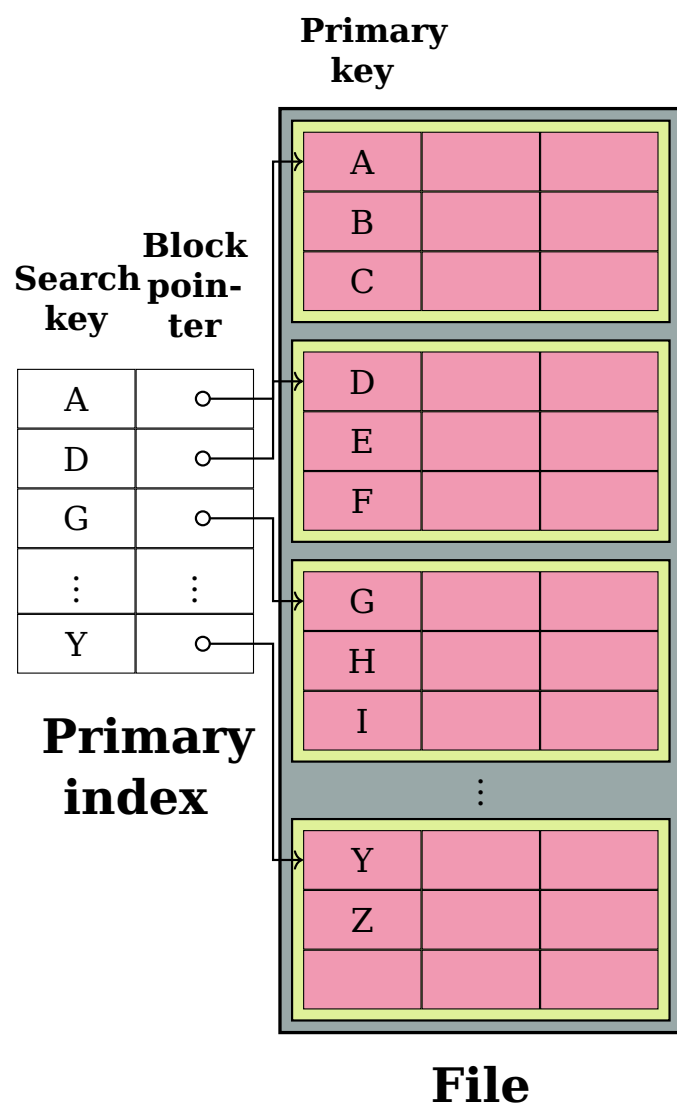 Primary
key
A
B
C
Block
Search poin-
key ter
D
E
F
A
D
G
⋮ ⋮
Y
G
H
I
Primary
index
⋮
Y
Z
File